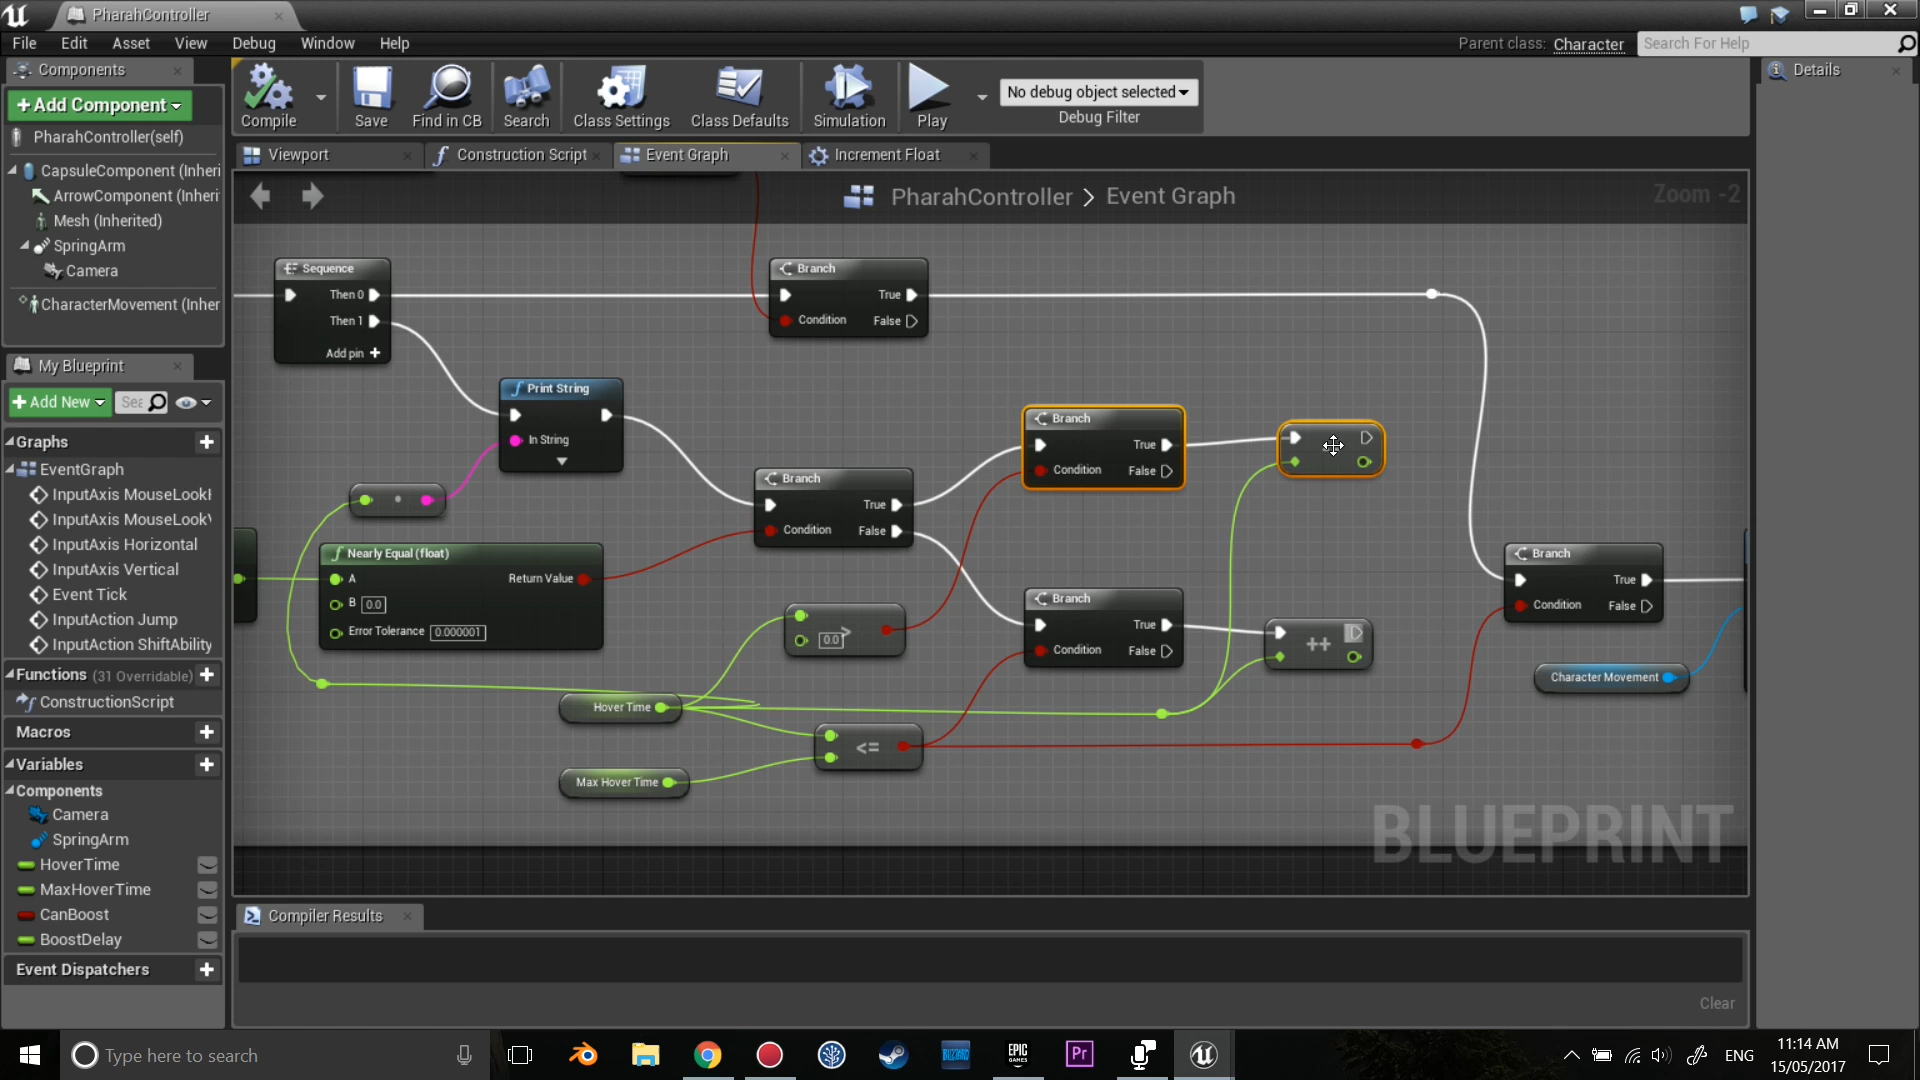 PharahController
File Edit Asset View Debug Window Help
Parent class: Character
Search For Help
Components
Add Component
PharahController(self)
CapsuleComponent (Inheri
ArrowComponent (Inheri
Mesh (Inherited)
SpringArm
Camera
CharacterMovement (Inher
Compile
Save
Find in CB
Search
Class Settings
Class Defaults
Simulation
Play
No debug object selected
Debug Filter
Details
Viewport
Construction Script
Event Graph
Increment Float
PharahController > Event Graph
Zoom -2
Sequence
Then 0
Then 1
Add pin +
Branch
True
Condition
False
Print String
In String
Branch
True
Condition
False
Branch
True
Condition
False
Nearly Equal (float)
A
Return Value
B 0.0
Error Tolerance 0.000001
0.0 >
Branch
True
Condition
False
++
Branch
True
Condition
False
Character Movement
Hover Time
<=
Max Hover Time
BLUEPRINT
My Blueprint
Add New
Graphs
EventGraph
InputAxis MouseLookH
InputAxis MouseLookV
InputAxis Horizontal
InputAxis Vertical
Event Tick
InputAction Jump
InputAction ShiftAbility
Functions (31 Overridable)
ConstructionScript
Macros
Variables
Components
Camera
SpringArm
HoverTime
MaxHoverTime
CanBoost
BoostDelay
Event Dispatchers
Compiler Results
Clear
Type here to search
BLIZZARD
EPIC
GAMES
Pr
ENG
11:14 AM
15/05/2017